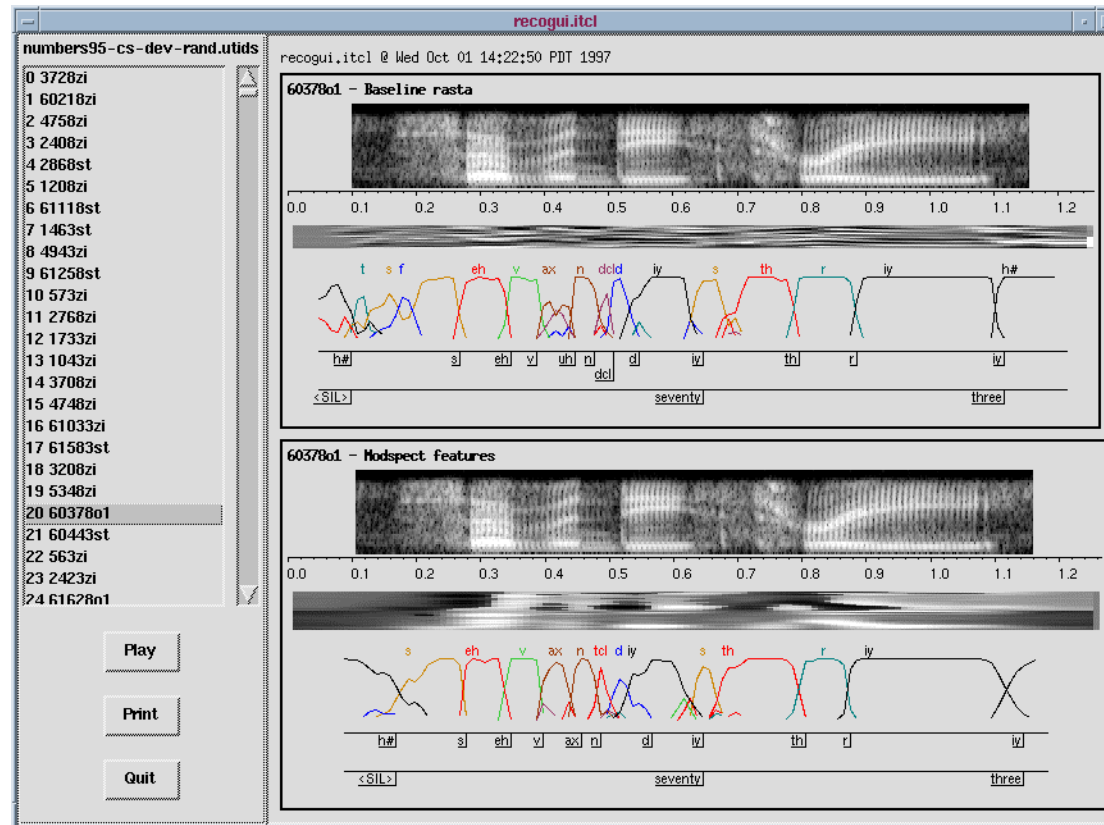 recogui.itcl
numbers95-cs-dev-rand.utids
0 3728zi
1 60218zi
2 4758zi
3 2408zi
4 2868st
5 1208zi
6 61118st
7 1463st
8 4943zi
9 61258st
10 573zi
11 2768zi
12 1733zi
13 1043zi
14 3708zi
15 4748zi
16 61033zi
17 61583st
18 3208zi
19 5348zi
20 60378o1
21 60443st
22 563zi
23 2423zi
24 61628o1
Play
Print
Quit
recogui.itcl @ Wed Oct 01 14:22:50 PDT 1997
60378o1 - Baseline rasta
0.0 0.1 0.2 0.3 0.4 0.5 0.6 0.7 0.8 0.9 1.0 1.1 1.2
t s f eh v ax n dcl d iy s th r iy h#
h# s eh v uh n d iy th r iy
dcl
<SIL> seventy three
60378o1 - Modspect features
0.0 0.1 0.2 0.3 0.4 0.5 0.6 0.7 0.8 0.9 1.0 1.1 1.2
s eh v ax n tcl d iy s th r iy
h# s eh v ax n d iy th r iy
<SIL> seventy three